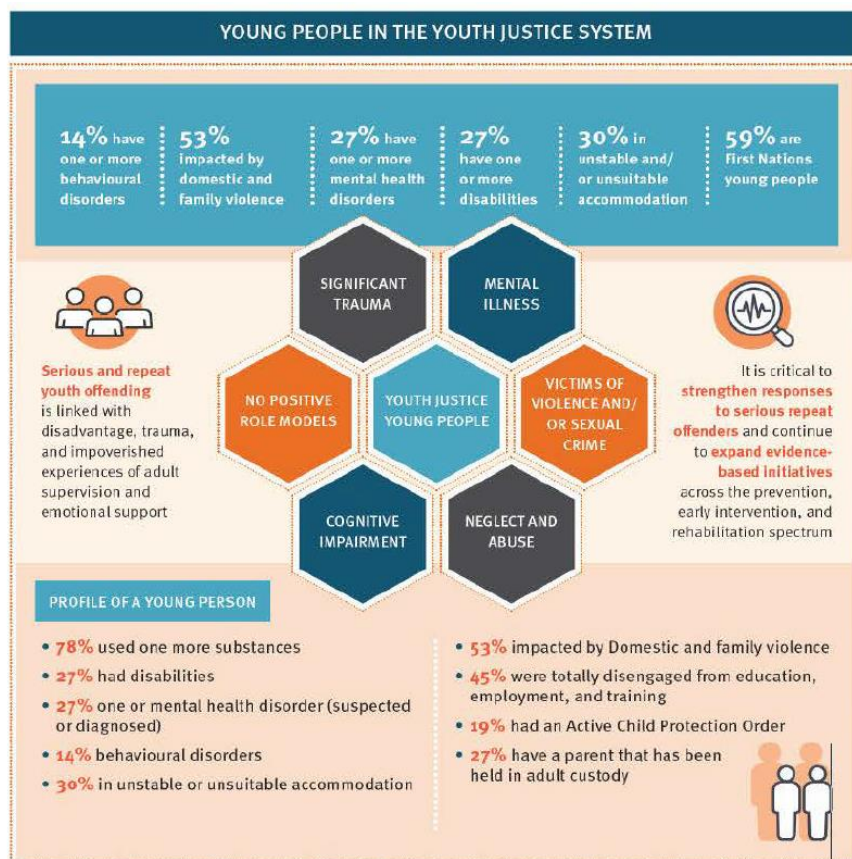 YOUNG PEOPLE IN THE YOUTH JUSTICE SYSTEM
14% have
one or more
behavioural
disorders
53%
impacted by
domestic and
family violence
27% have
one or more
mental health
disorders
27%
have one
or more
disabilities
30% in
unstable and/
or unsuitable
accommodation
59% are
First Nations
young people
SIGNIFICANT
TRAUMA
MENTAL
ILLNESS
Serious and repeat
youth offending
is linked with
disadvantage, trauma,
and impoverished
experiences of adult
supervision and
emotional support
NO POSITIVE
ROLE MODELS
YOUTH JUSTICE
YOUNG PEOPLE
VICTIMS OF
VIOLENCE AND/
OR SEXUAL
CRIME
It is critical to
strengthen responses
to serious repeat
offenders and continue
to expand evidence-
based initiatives
across the prevention,
early intervention, and
rehabilitation spectrum
COGNITIVE
IMPAIRMENT
NEGLECT AND
ABUSE
PROFILE OF A YOUNG PERSON
• 78% used one more substances
• 27% had disabilities
• 27% one or mental health disorder (suspected
or diagnosed)
• 14% behavioural disorders
• 30% in unstable or unsuitable accommodation
• 53% impacted by Domestic and family violence
• 45% were totally disengaged from education,
employment, and training
• 19% had an Active Child Protection Order
• 27% have a parent that has been
held in adult custody